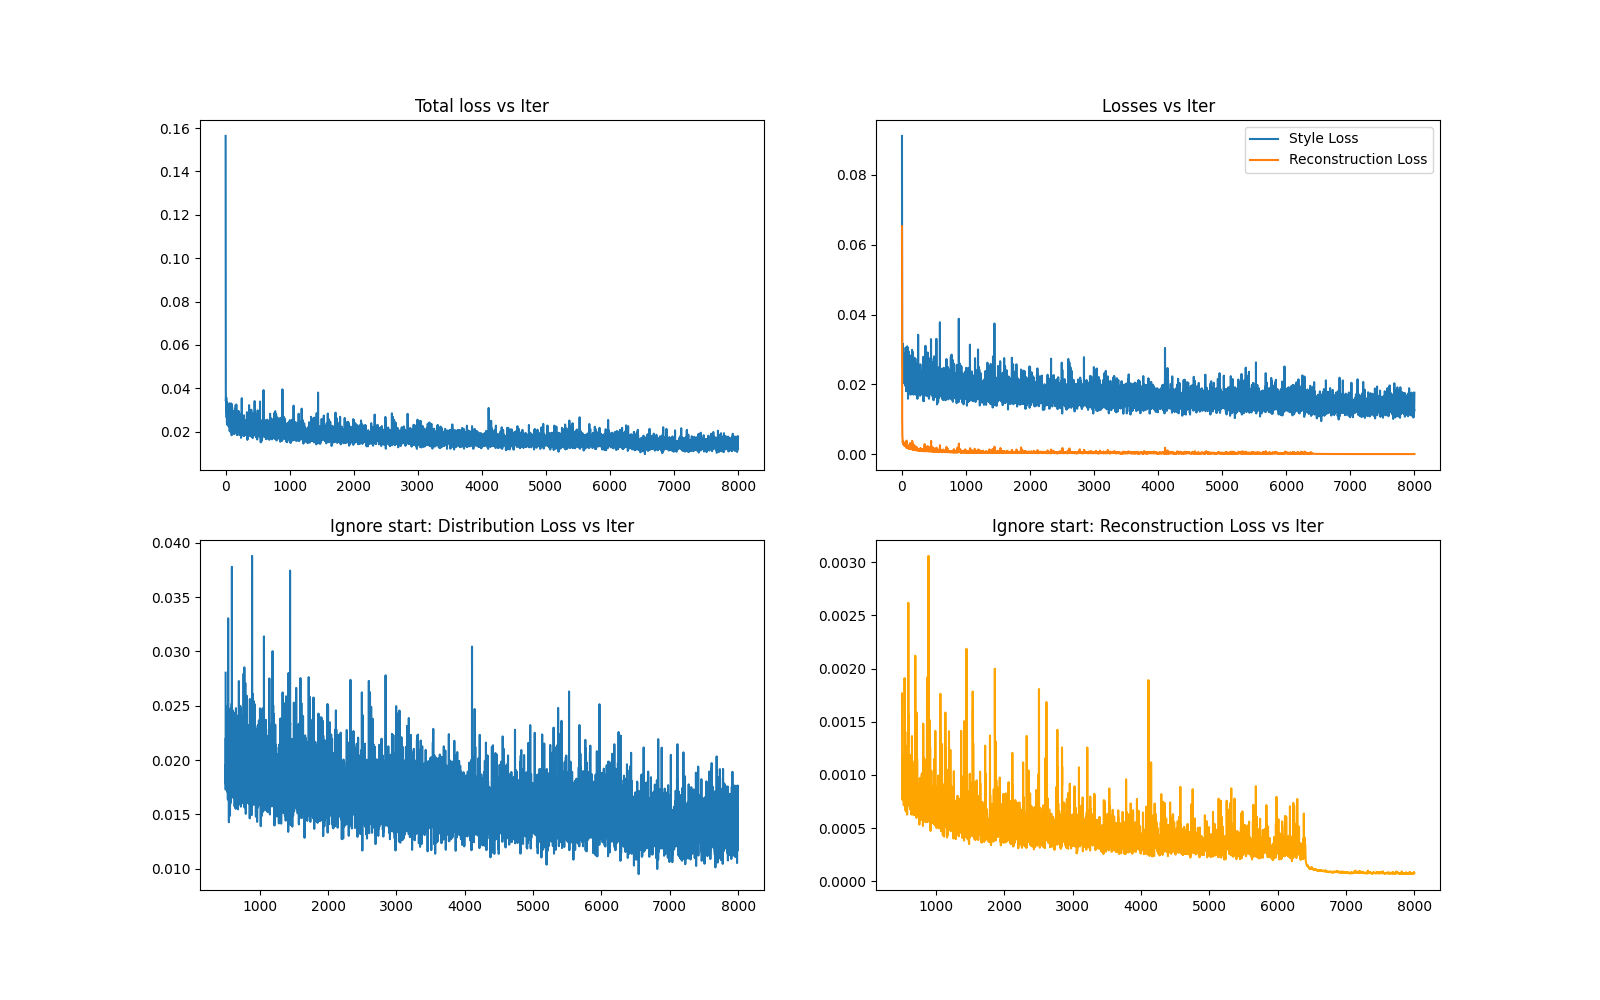 Total loss vs Iter
0.16
0.14
0.12
0.10
0.08
0.06
0.04
0.02
0 1000 2000 3000 4000 5000 6000 7000 8000
Losses vs Iter
Style Loss
Reconstruction Loss
0.08
0.06
0.04
0.02
0.00
0 1000 2000 3000 4000 5000 6000 7000 8000
Ignore start: Distribution Loss vs Iter
0.040
0.035
0.030
0.025
0.020
0.015
0.010
1000 2000 3000 4000 5000 6000 7000 8000
Ignore start: Reconstruction Loss vs Iter
0.0030
0.0025
0.0020
0.0015
0.0010
0.0005
0.0000
1000 2000 3000 4000 5000 6000 7000 8000